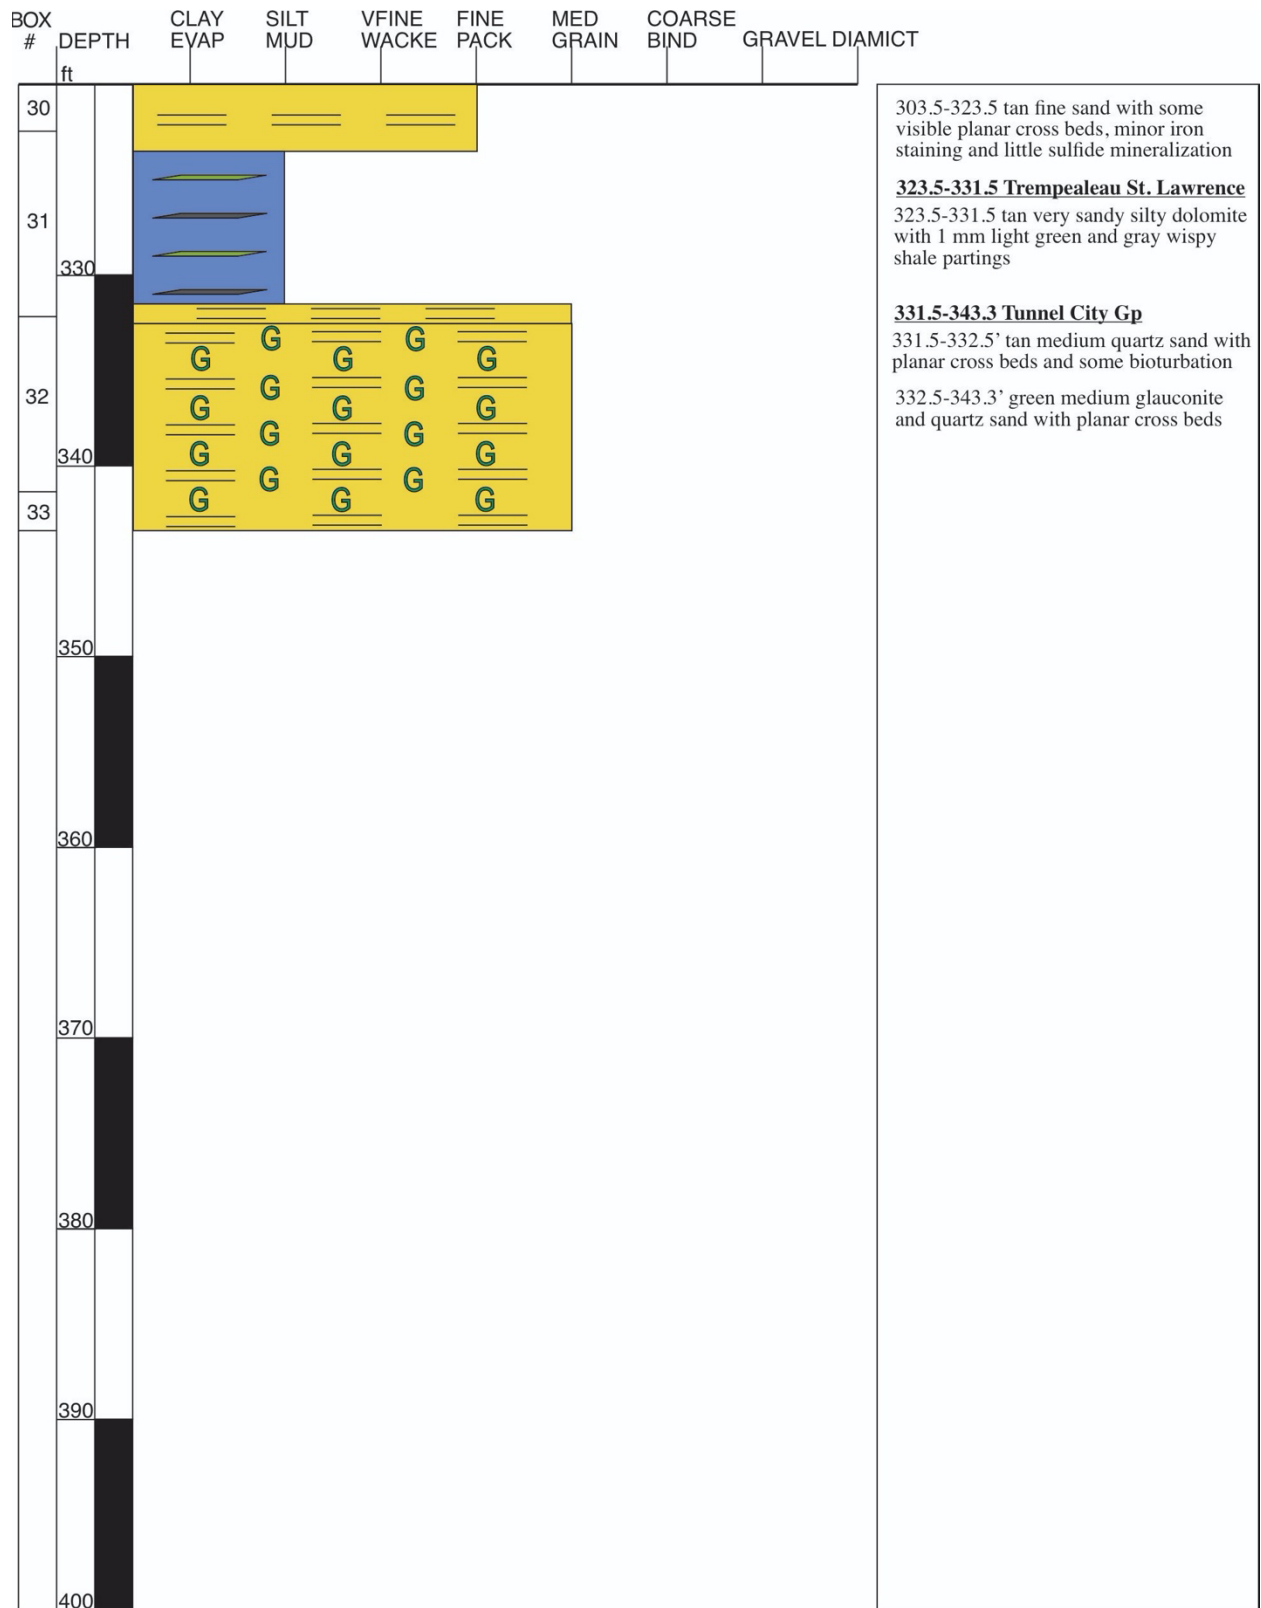 BOX
#
DEPTH
ft
CLAY
EVAP
SILT
MUD
VFINE
WACKE
FINE
PACK
MED
GRAIN
COARSE
BIND
GRAVEL
DIAMICT
30
31
32
33
330
340
350
360
370
380
390
400
G G
G G G
G G
G G G
G G
G G G
G G
G G G
303.5-323.5 tan fine sand with some
visible planar cross beds, minor iron
staining and little sulfide mineralization
323.5-331.5 Trempealeau St. Lawrence
323.5-331.5 tan very sandy silty dolomite
with 1 mm light green and gray wispy
shale partings
331.5-343.3 Tunnel City Gp
331.5-332.5' tan medium quartz sand with
planar cross beds and some bioturbation
332.5-343.3' green medium glauconite
and quartz sand with planar cross beds